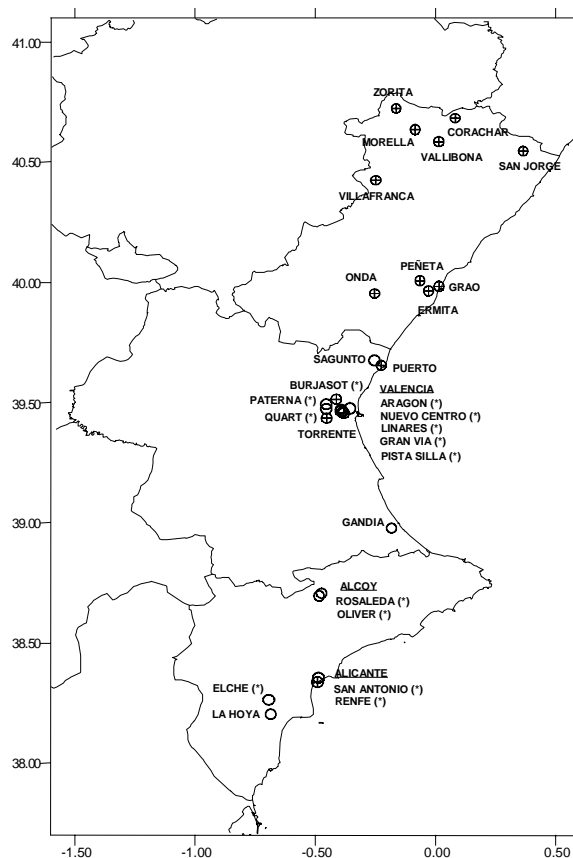 41.00
ZORITA
CORACHAR
MORELLA
VALLIBONA
40.50
SAN JORGE
VILLAFRANCA
PEÑETA
ONDA
GRAO
40.00
ERMITA
SAGUNTO
PUERTO
BURJASOT (*)
VALENCIA
PATERNA (*)
ARAGON (*)
39.50
QUART (*)
NUEVO CENTRO (*)
TORRENTE
LINARES (*)
GRAN VIA (*)
PISTA SILLA (*)
GANDIA
39.00
ALCOY
ROSALEDA (*)
OLIVER (*)
38.50
ALICANTE
ELCHE (*)
SAN ANTONIO (*)
RENFE (*)
LA HOYA
38.00
-1.50 -1.00 -0.50 0.00 0.50